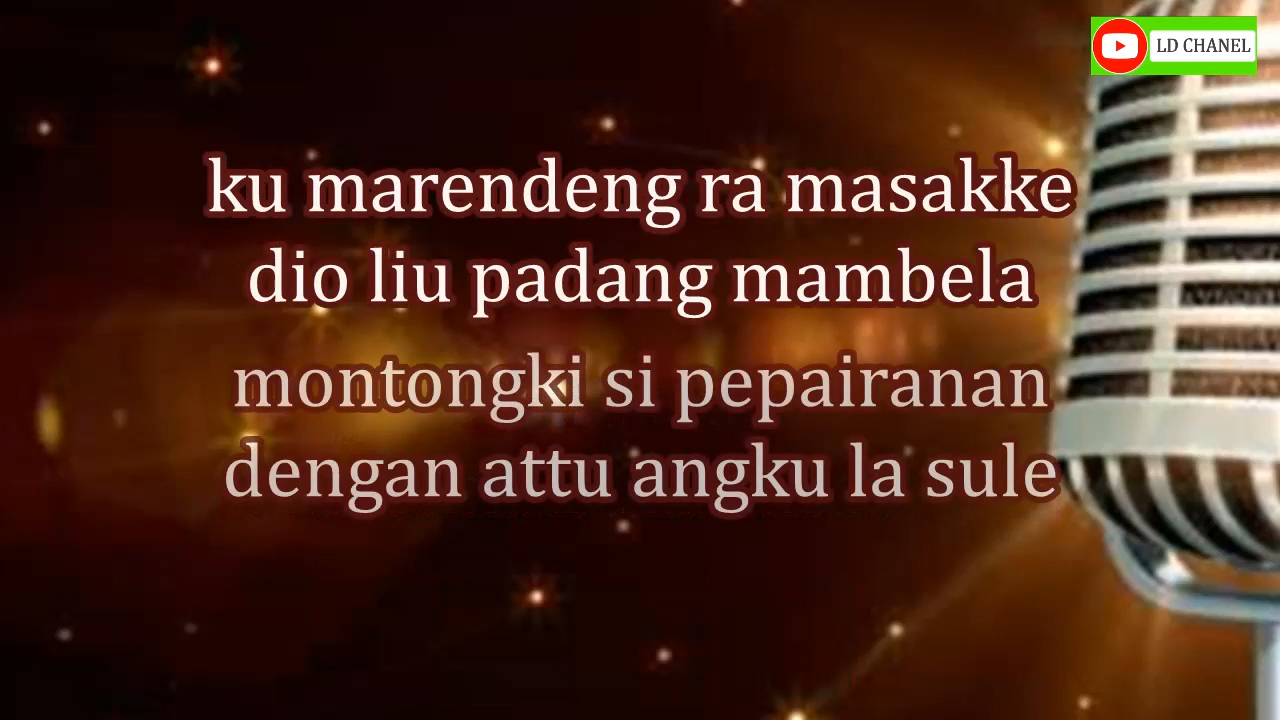 LD CHANEL
ku marendeng ra masakke
dio liu padang mambela
montongki si pepairanan
dengan attu angku la sule